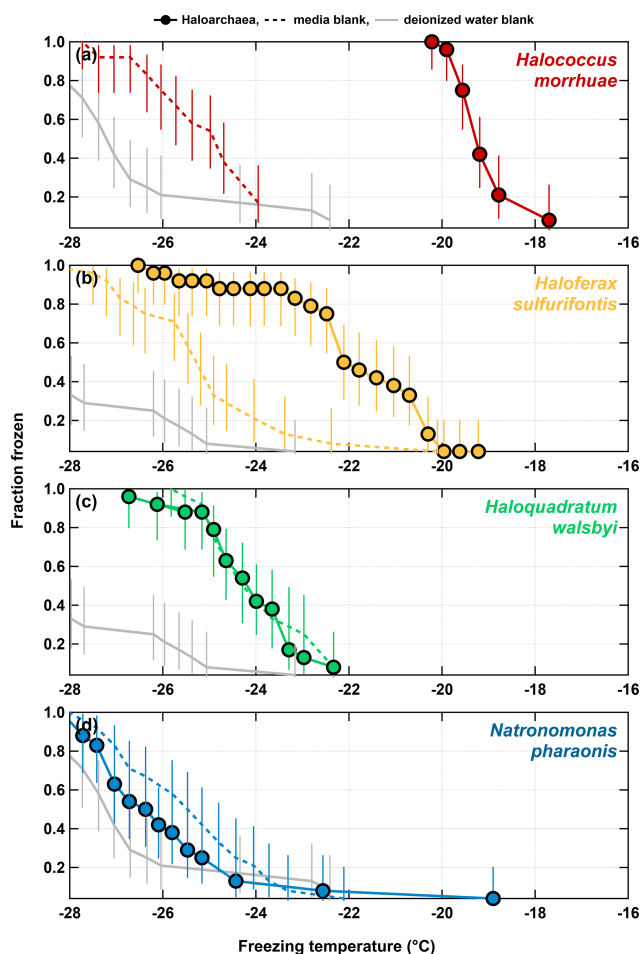 Haloarchaea, media blank, deionized water blank
(a)
Halococcus
morrhuae
1.0
0.8
0.6
0.4
0.2
-28 -26 -24 -22 -20 -18 -16
(b)
Haloferax
sulfurifontis
1.0
0.8
0.6
0.4
0.2
-28 -26 -24 -22 -20 -18 -16
Fraction frozen
(c)
Haloquadratum
walsbyi
1.0
0.8
0.6
0.4
0.2
-28 -26 -24 -22 -20 -18 -16
(d)
Natronomonas
pharaonis
1.0
0.8
0.6
0.4
0.2
-28 -26 -24 -22 -20 -18 -16
Freezing temperature (°C)